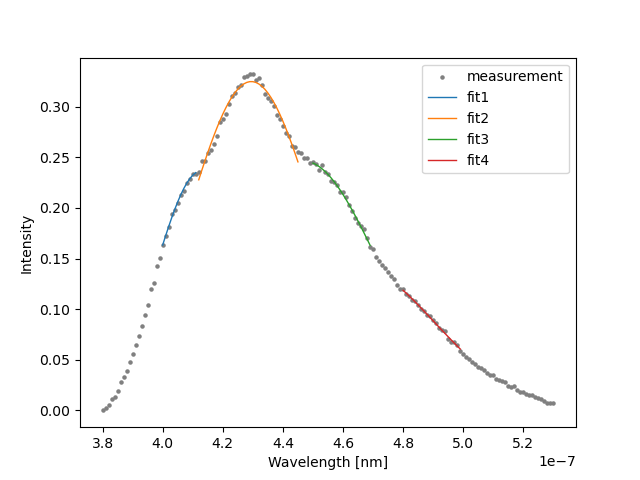 measurement
fit1
fit2
fit3
fit4
0.30
0.25
0.20
0.15
0.10
0.05
0.00
Intensity
3.8 4.0 4.2 4.4 4.6 4.8 5.0 5.2
Wavelength [nm]
1e−7